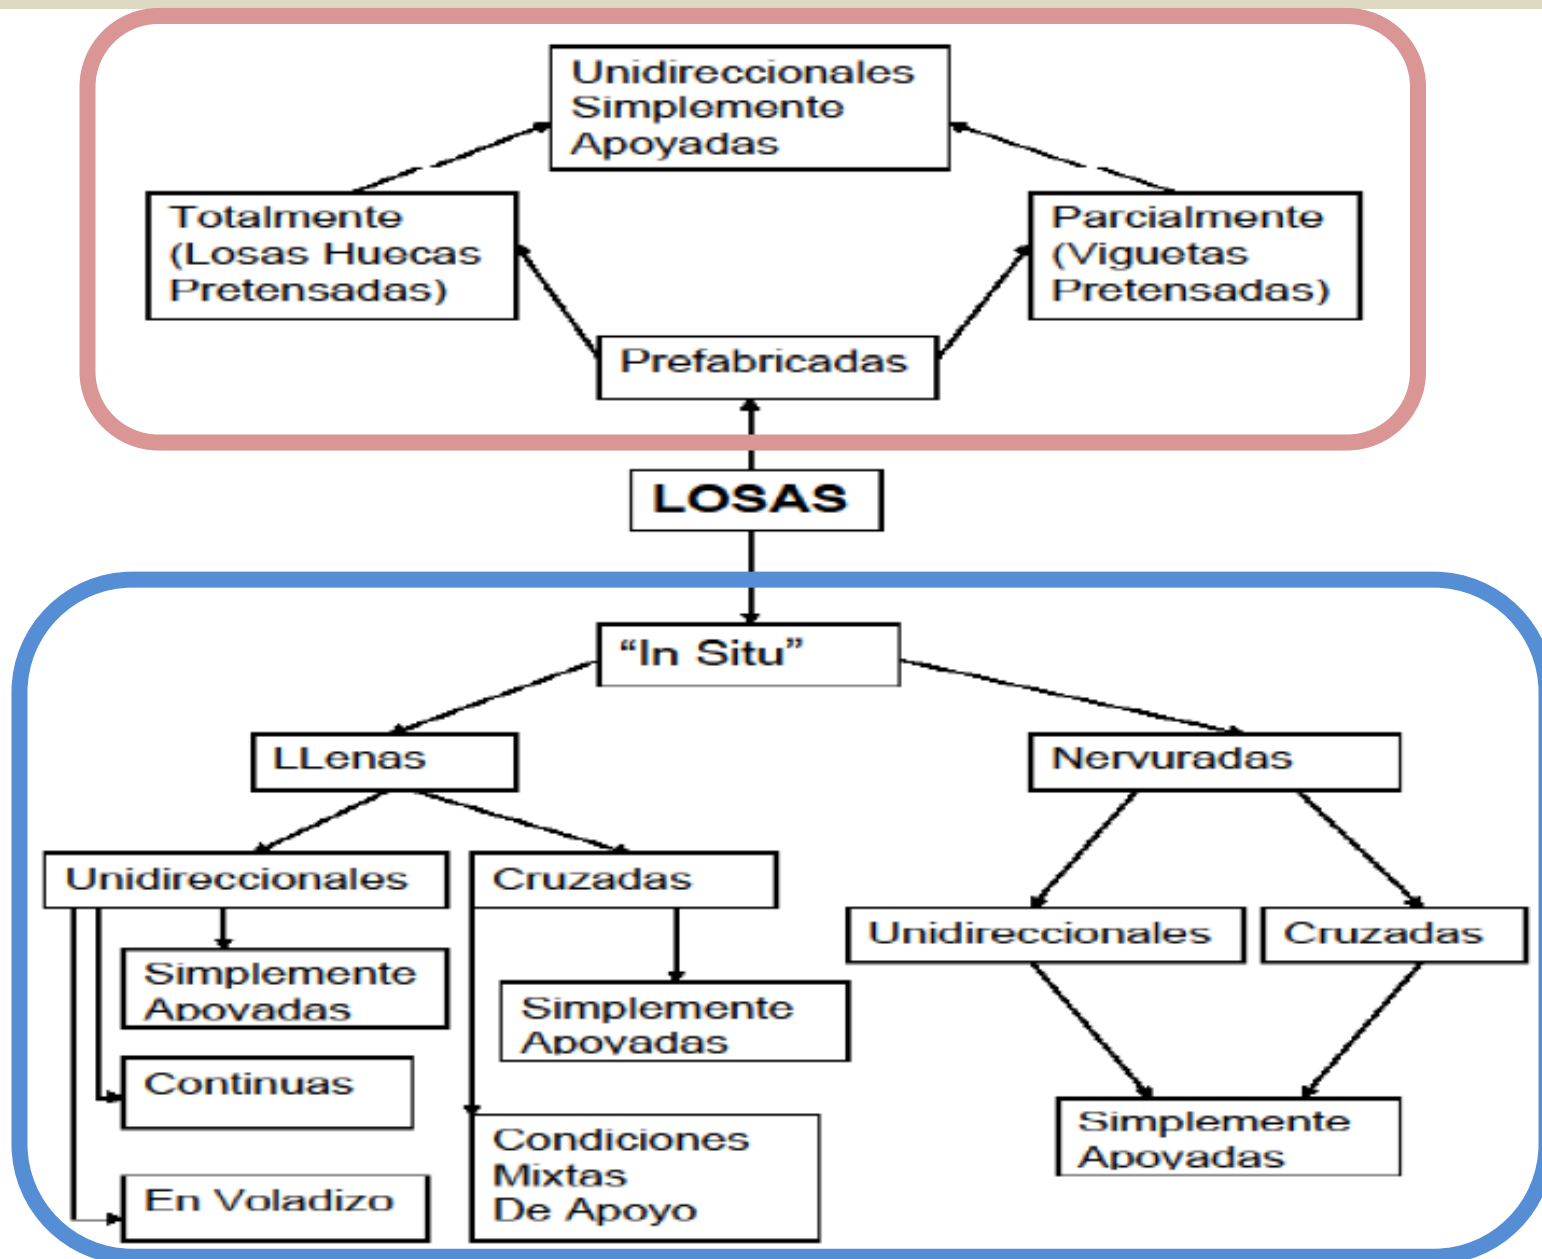 Unidireccionales
Simplemente
Apoyadas
Totalmente
(Losas Huecas
Pretensadas)
Parcialmente
(Viguetas
Pretensadas)
Prefabricadas
LOSAS
“In Situ”
LLenas
Nervuradas
Unidireccionales
Cruzadas
Unidireccionales
Cruzadas
Simplemente
Apoyadas
Simplemente
Apoyadas
Continuas
Condiciones
Mixtas
De Apoyo
Simplemente
Apoyadas
En Voladizo